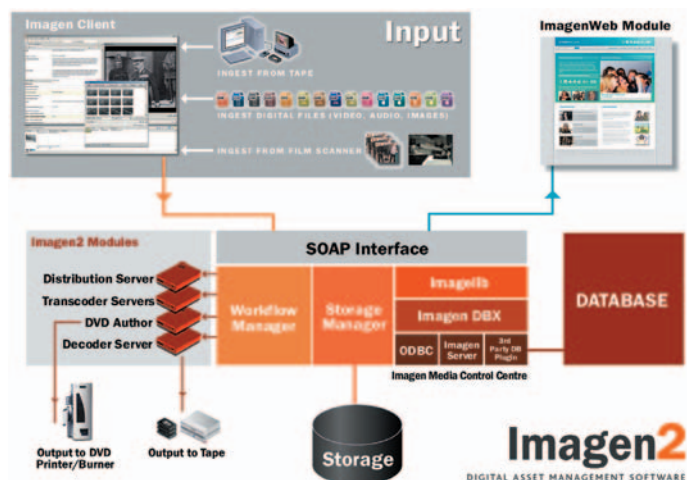 Imagen Client
Input
ImagenWeb Module
INGEST FROM TAPE
INGEST DIGITAL FILES (VIDEO, AUDIO, IMAGES)
INGEST FROM FILM SCANNER
Imagen2 Modules
SOAP Interface
Distribution Server
Transcoder Servers
DVD Author
Decoder Server
Workflow
Manager
Storage
Manager
Imagelib
Imagen DBX
ODBC
Imagen
Server
3rd
Party DB
Plugin
Imagen Media Control Centre
DATABASE
Output to DVD
Printer/Burner
Output to Tape
Storage
Imagen2
DIGITAL ASSET MANAGEMENT SOFTWARE